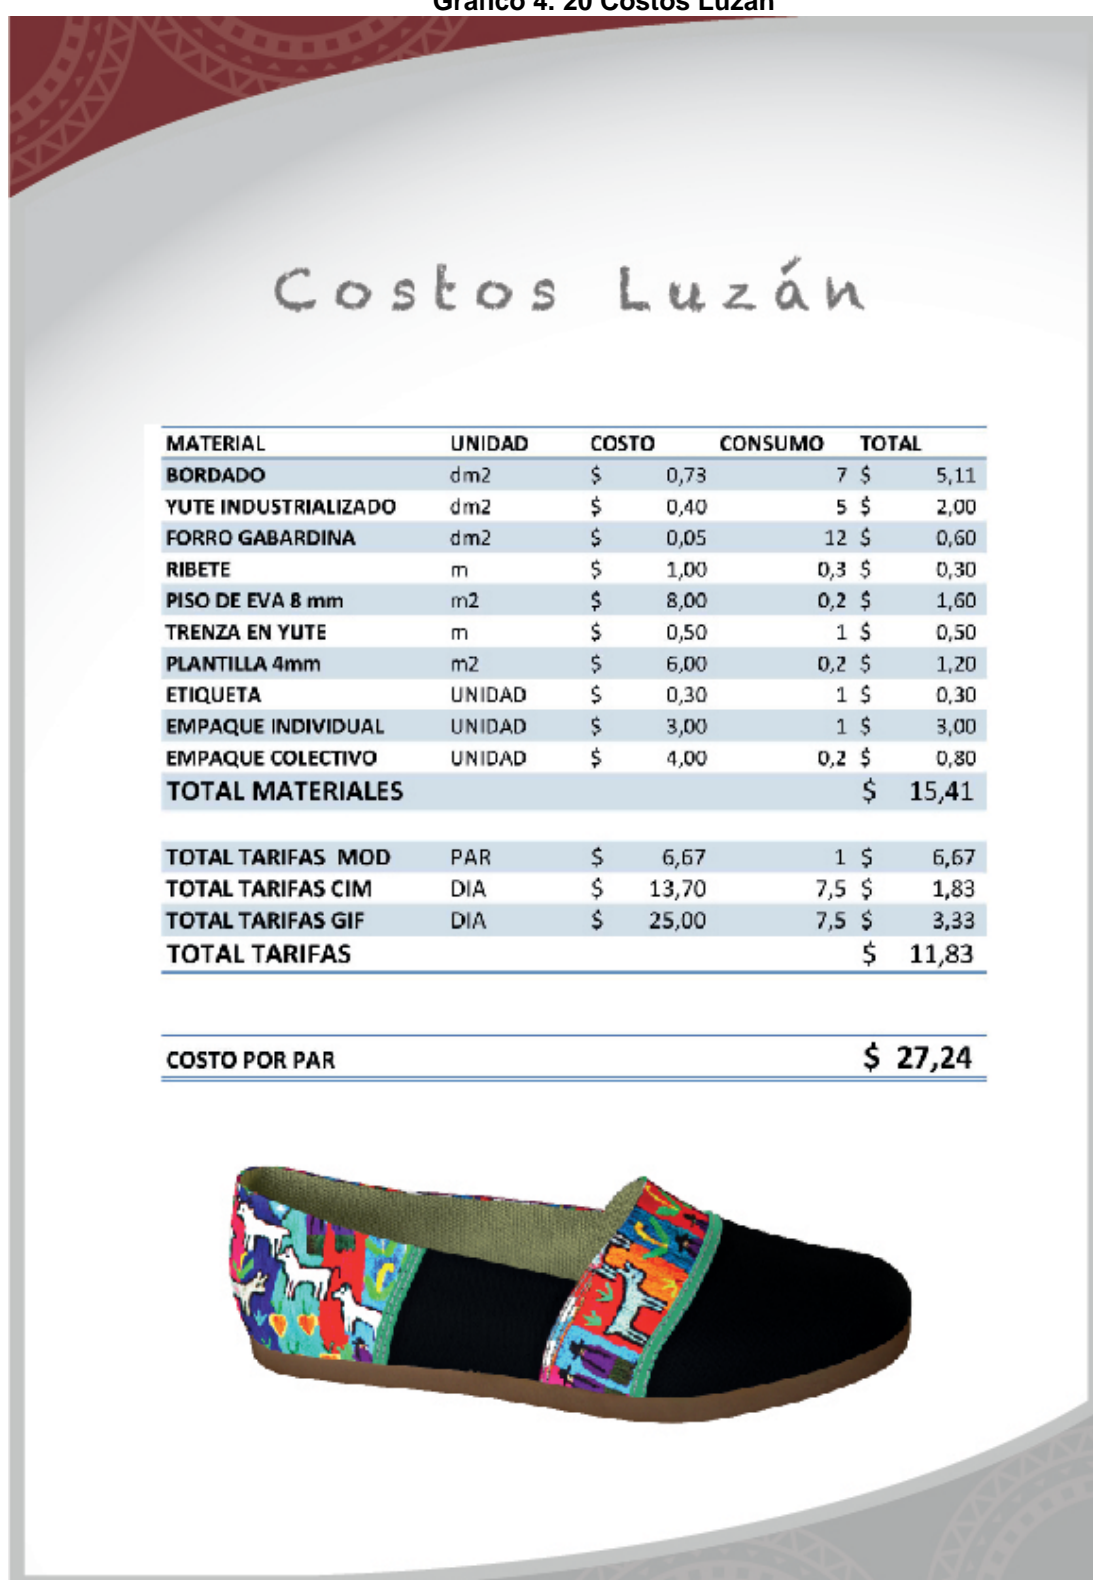 Gráfico 4. 20 Costos Luzán
Costos Luzán
MATERIAL UNIDAD COSTO CONSUMO TOTAL
BORDADO dm2 $ 0,73 7 $ 5,11
YUTE INDUSTRIALIZADO dm2 $ 0,40 5 $ 2,00
FORRO GABARDINA dm2 $ 0,05 12 $ 0,60
RIBETE m $ 1,00 0,3 $ 0,30
PISO DE EVA 8 mm m2 $ 8,00 0,2 $ 1,60
TRENZA EN YUTE m $ 0,50 1 $ 0,50
PLANTILLA 4mm m2 $ 6,00 0,2 $ 1,20
ETIQUETA UNIDAD $ 0,30 1 $ 0,30
EMPAQUE INDIVIDUAL UNIDAD $ 3,00 1 $ 3,00
EMPAQUE COLECTIVO UNIDAD $ 4,00 0,2 $ 0,80
TOTAL MATERIALES $ 15,41
TOTAL TARIFAS MOD PAR $ 6,67 1 $ 6,67
TOTAL TARIFAS CIM DIA $ 13,70 7,5 $ 1,83
TOTAL TARIFAS GIF DIA $ 25,00 7,5 $ 3,33
TOTAL TARIFAS $ 11,83
COSTO POR PAR $ 27,24